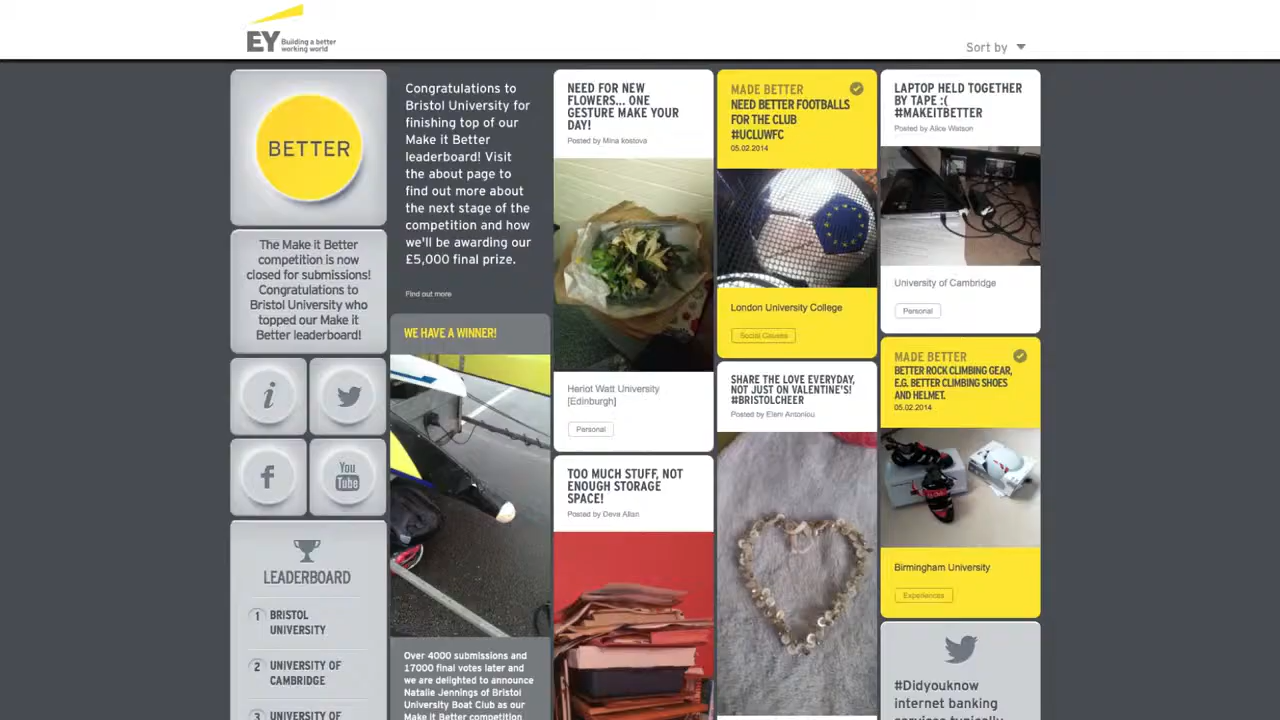 EY
Building a better
working world
Sort by
BETTER
The Make it Better
competition is now
closed for submissions!
Congratulations to
Bristol University who
topped our Make it
Better leaderboard!
i
f
You
Tube
LEADERBOARD
1 BRISTOL
UNIVERSITY
2 UNIVERSITY OF
CAMBRIDGE
3 UNIVERSITY OF
Congratulations to
Bristol University for
finishing top of our
Make it Better
leaderboard! Visit
the about page to
find out more about
the next stage of the
competition and how
we'll be awarding our
£5,000 final prize.
Find out more
WE HAVE A WINNER!
Over 4000 submissions and
17000 final votes later and
we are delighted to announce
Natalie Jennings of Bristol
University Boat Club as our
Make it Better competition
NEED FOR NEW
FLOWERS... ONE
GESTURE MAKE YOUR
DAY!
Posted by Mina kostova
Heriot Watt University
[Edinburgh]
Personal
TOO MUCH STUFF, NOT
ENOUGH STORAGE
SPACE!
Posted by Deva Allan
MADE BETTER
NEED BETTER FOOTBALLS
FOR THE CLUB
#UCLUWFC
05.02.2014
London University College
Social Causes
SHARE THE LOVE EVERYDAY,
NOT JUST ON VALENTINE'S!
#BRISTOLCHEER
Posted by Eleni Antoniou
LAPTOP HELD TOGETHER
BY TAPE :(
#MAKEITBETTER
Posted by Alice Watson
University of Cambridge
Personal
MADE BETTER
BETTER ROCK CLIMBING GEAR,
E.G. BETTER CLIMBING SHOES
AND HELMET.
05.02.2014
Birmingham University
Experiences
#Didyouknow
internet banking
services typically